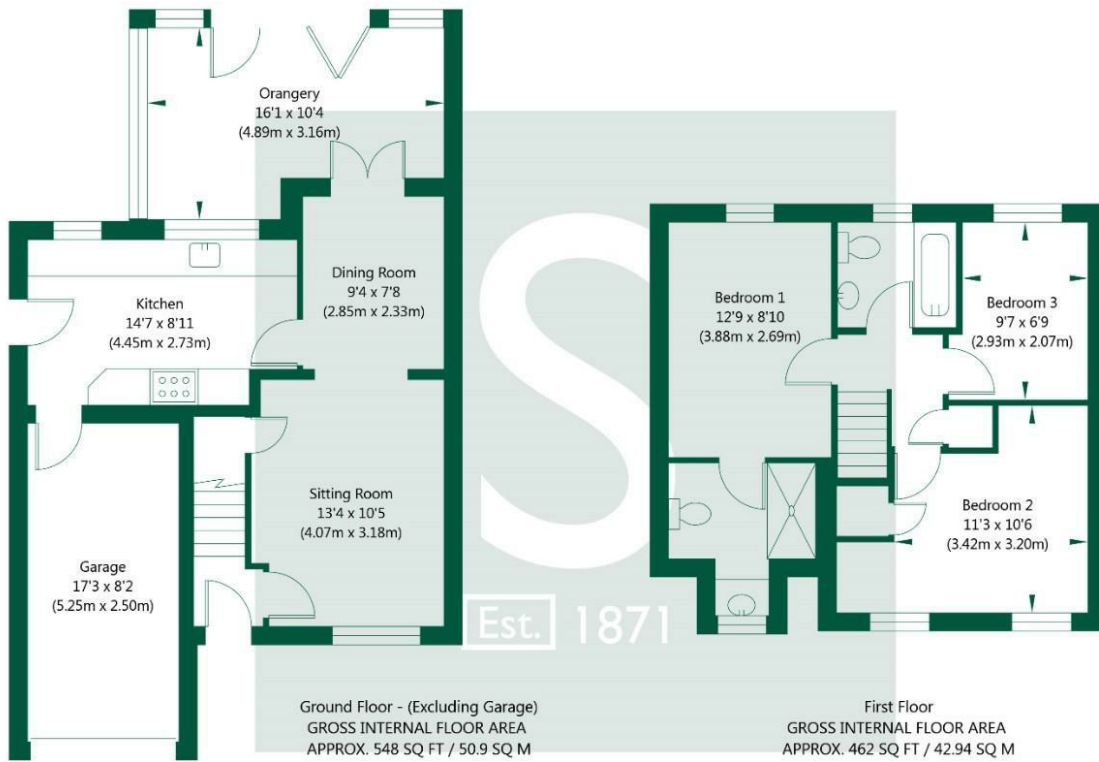 Orangery
16'1 x 10'4
(4.89m x 3.16m)
Kitchen
14'7 x 8'11
(4.45m x 2.73m)
Dining Room
9'4 x 7'8
(2.85m x 2.33m)
Sitting Room
13'4 x 10'5
(4.07m x 3.18m)
Garage
17'3 x 8'2
(5.25m x 2.50m)
Bedroom 1
12'9 x 8'10
(3.88m x 2.69m)
Bedroom 3
9'7 x 6'9
(2.93m x 2.07m)
Bedroom 2
11'3 x 10'6
(3.42m x 3.20m)
S
Est. 1871
Ground Floor - (Excluding Garage)
GROSS INTERNAL FLOOR AREA
APPROX. 548 SQ FT / 50.9 SQ M
First Floor
GROSS INTERNAL FLOOR AREA
APPROX. 462 SQ FT / 42.94 SQ M